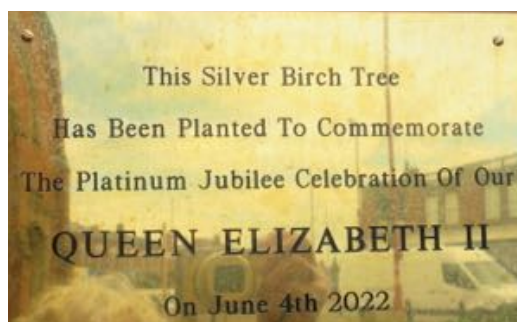 This Silver Birch Tree
Has Been Planted To Commemorate
The Platinum Jubilee Celebration Of Our
QUEEN ELIZABETH II
On June 4th 2022